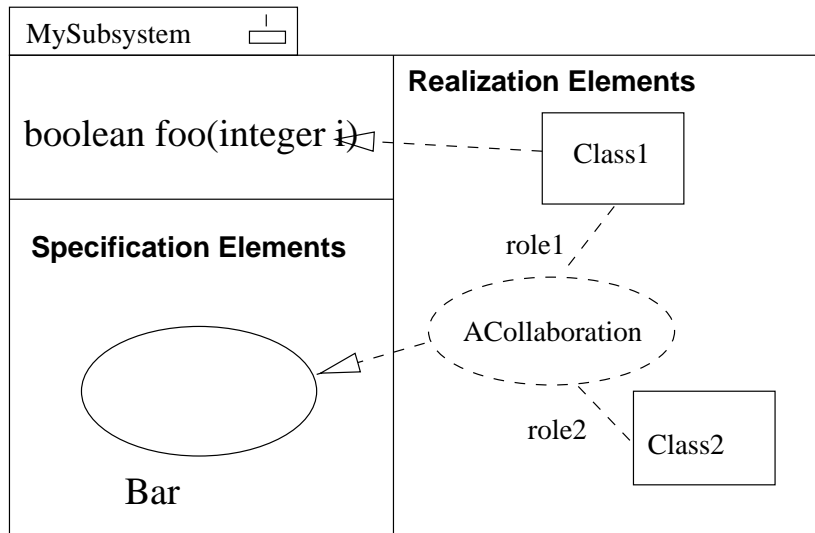 MySubsystem
boolean foo(integer i)
Specification Elements
Bar
Realization Elements
Class1
role1
ACollaboration
role2
Class2